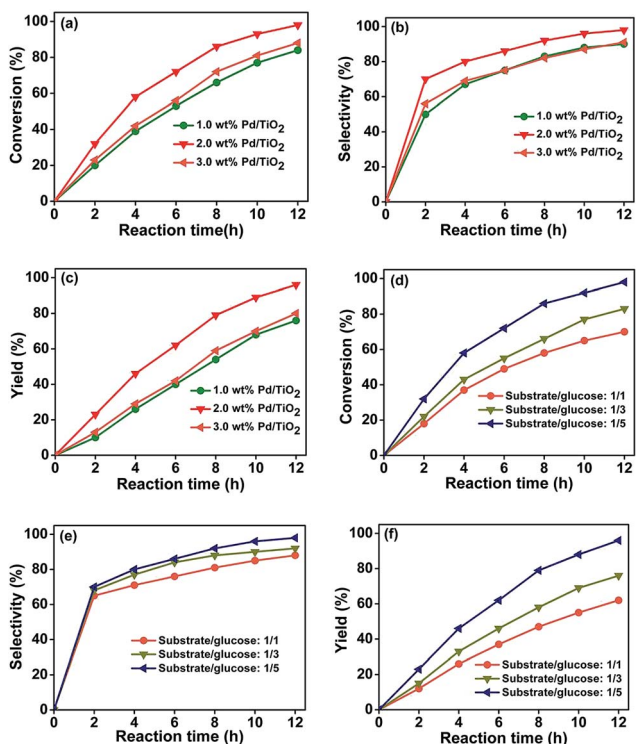 (a)
Conversion (%)
100
80
60
40
20
0
1.0 wt% Pd/TiO2
2.0 wt% Pd/TiO2
3.0 wt% Pd/TiO2
0 2 4 6 8 10 12
Reaction time(h)
(b)
Selectivity (%)
100
80
60
40
20
0
1.0 wt% Pd/TiO2
2.0 wt% Pd/TiO2
3.0 wt% Pd/TiO2
0 2 4 6 8 10 12
Reaction time (h)
(c)
Yield (%)
100
80
60
40
20
0
1.0 wt% Pd/TiO2
2.0 wt% Pd/TiO2
3.0 wt% Pd/TiO2
0 2 4 6 8 10 12
Reaction time (h)
(d)
Conversion (%)
100
80
60
40
20
0
Substrate/glucose: 1/1
Substrate/glucose: 1/3
Substrate/glucose: 1/5
0 2 4 6 8 10 12
Reaction time (h)
(e)
Selectivity (%)
100
80
60
40
20
0
Substrate/glucose: 1/1
Substrate/glucose: 1/3
Substrate/glucose: 1/5
0 2 4 6 8 10 12
Reaction time (h)
(f)
Yield (%)
100
80
60
40
20
0
Substrate/glucose: 1/1
Substrate/glucose: 1/3
Substrate/glucose: 1/5
0 2 4 6 8 10 12
Reaction time (h)